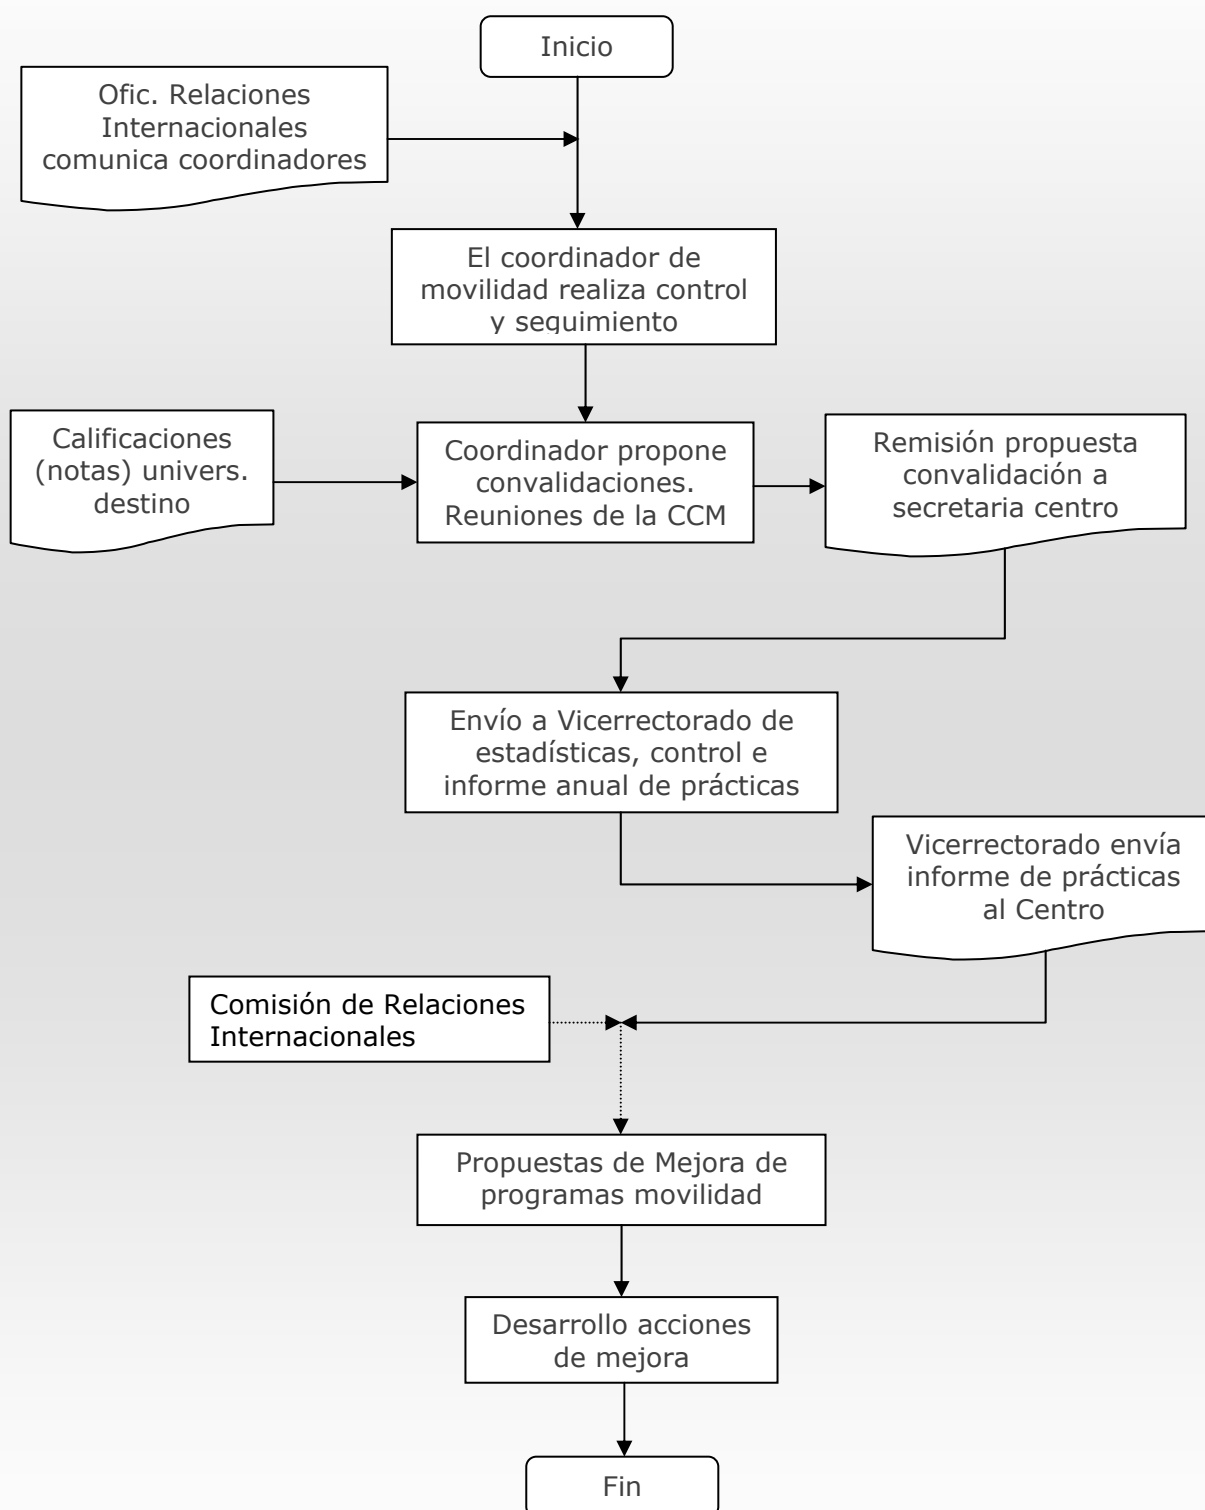 Inicio
Ofic. Relaciones
Internacionales
comunica coordinadores
El coordinador de
movilidad realiza control
y seguimiento
Calificaciones
(notas) univers.
destino
Coordinador propone
convalidaciones.
Reuniones de la CCM
Remisión propuesta
convalidación a
secretaria centro
Envío a Vicerrectorado de
estadísticas, control e
informe anual de prácticas
Vicerrectorado envía
informe de prácticas
al Centro
Comisión de Relaciones
Internacionales
Propuestas de Mejora de
programas movilidad
Desarrollo acciones
de mejora
Fin